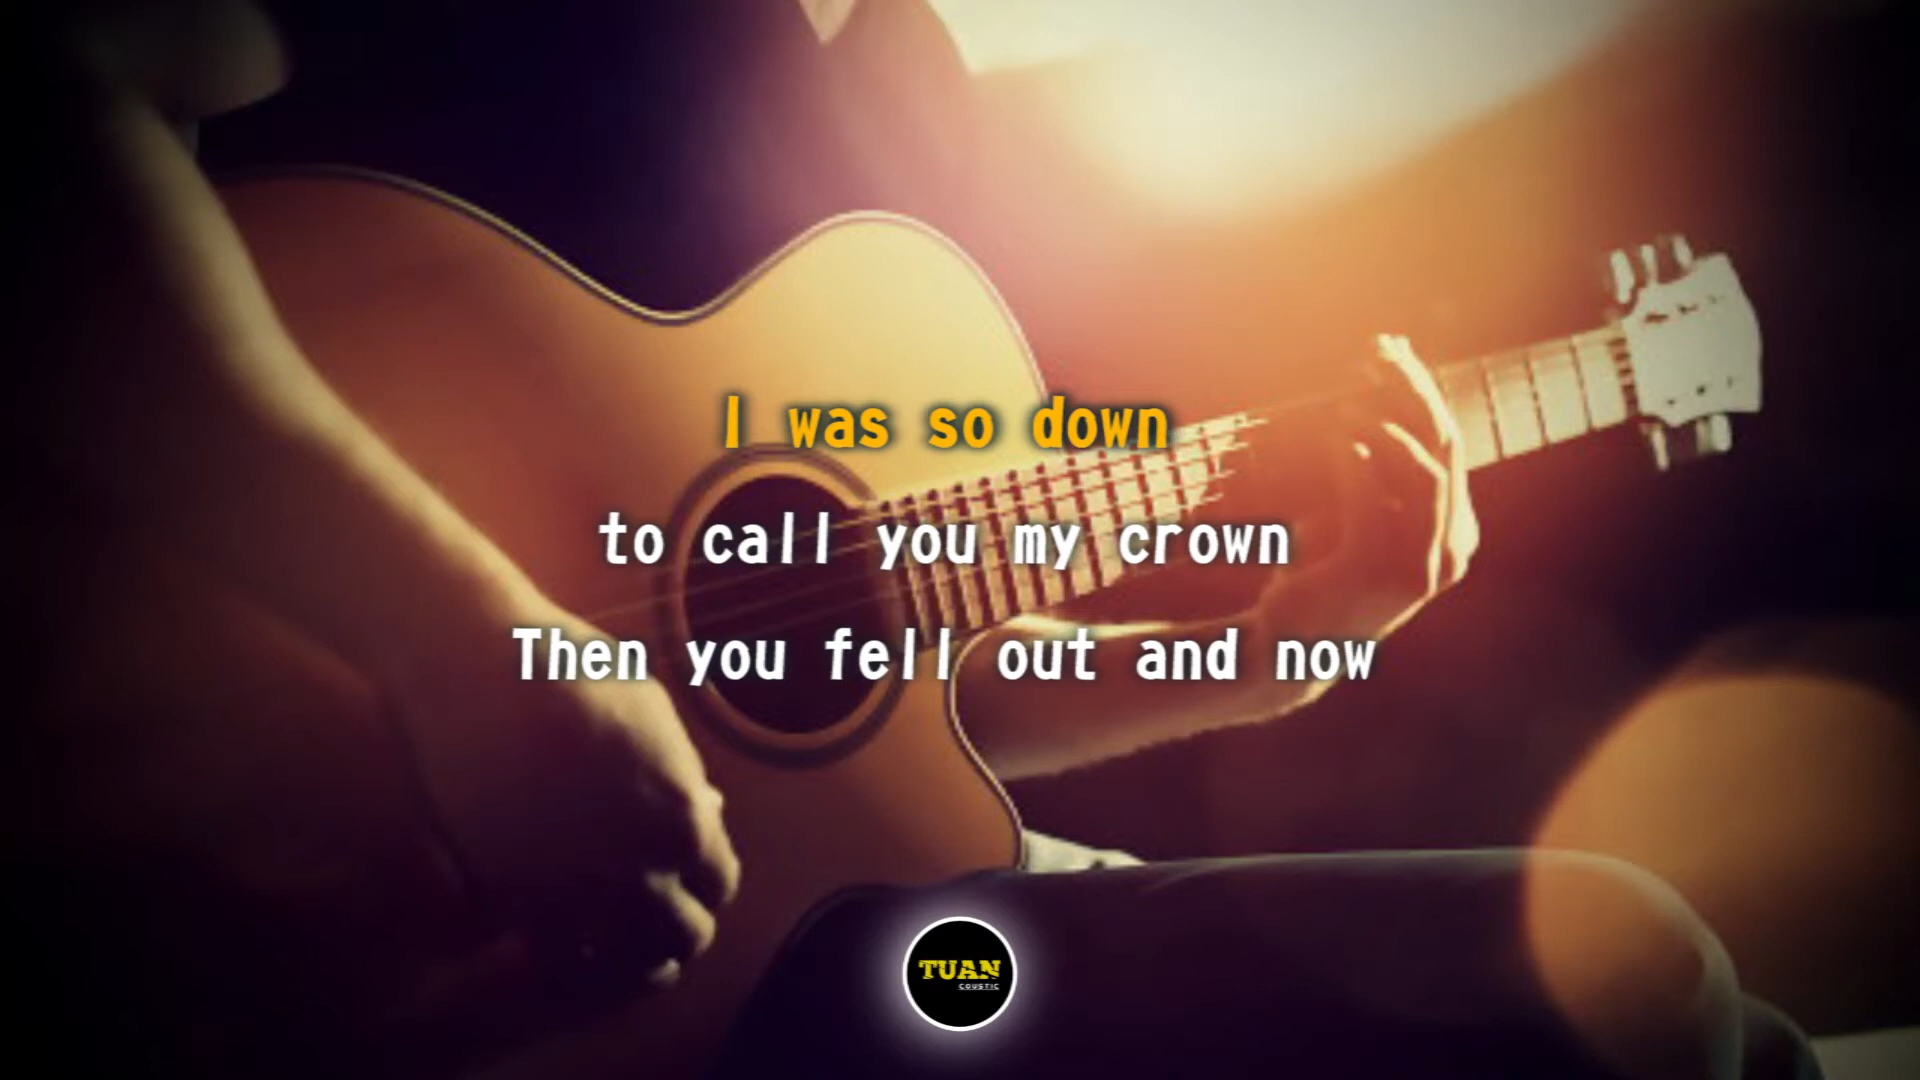 I was so down
to call you my crown
Then you fell out and now
TUAN
COUSTIC